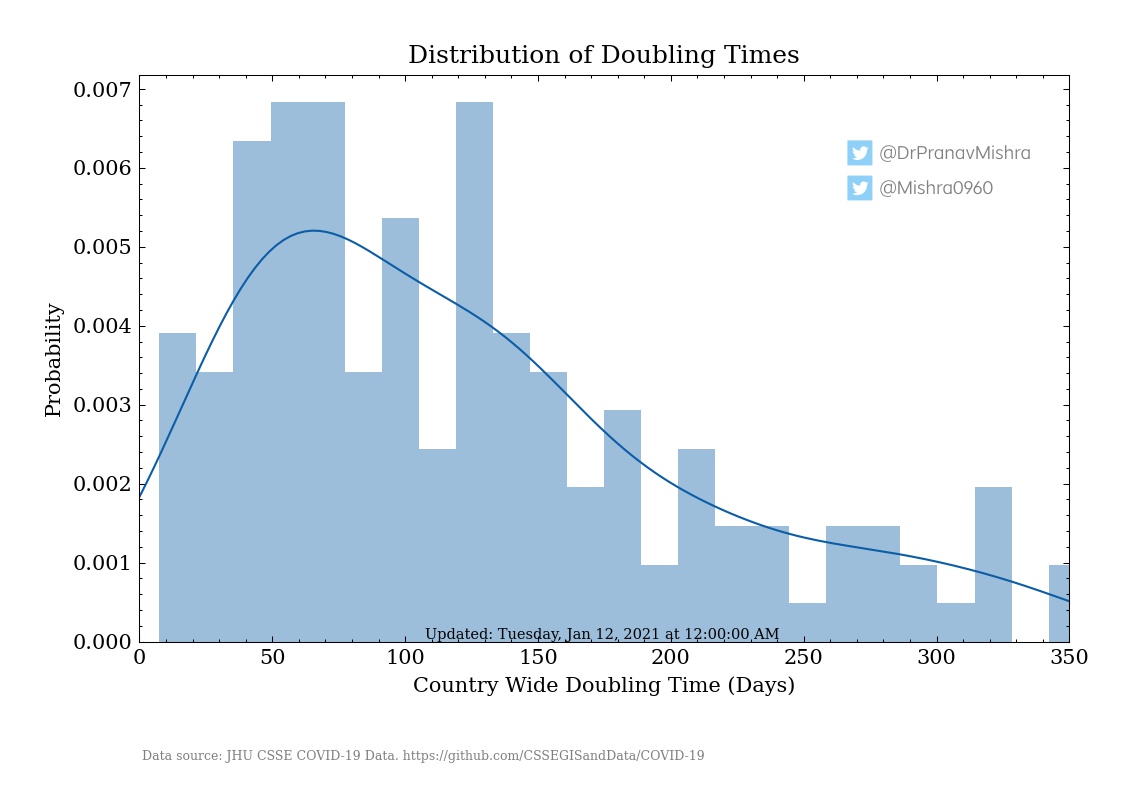 Distribution of Doubling Times
0.007
0.006
0.005
0.004
0.003
0.002
0.001
0.000
Probability
@DrPranavMishra
@Mishra0960
Updated: Tuesday, Jan 12, 2021 at 12:00:00 AM
0 50 100 150 200 250 300 350
Country Wide Doubling Time (Days)
Data source: JHU CSSE COVID-19 Data. https://github.com/CSSEGISandData/COVID-19